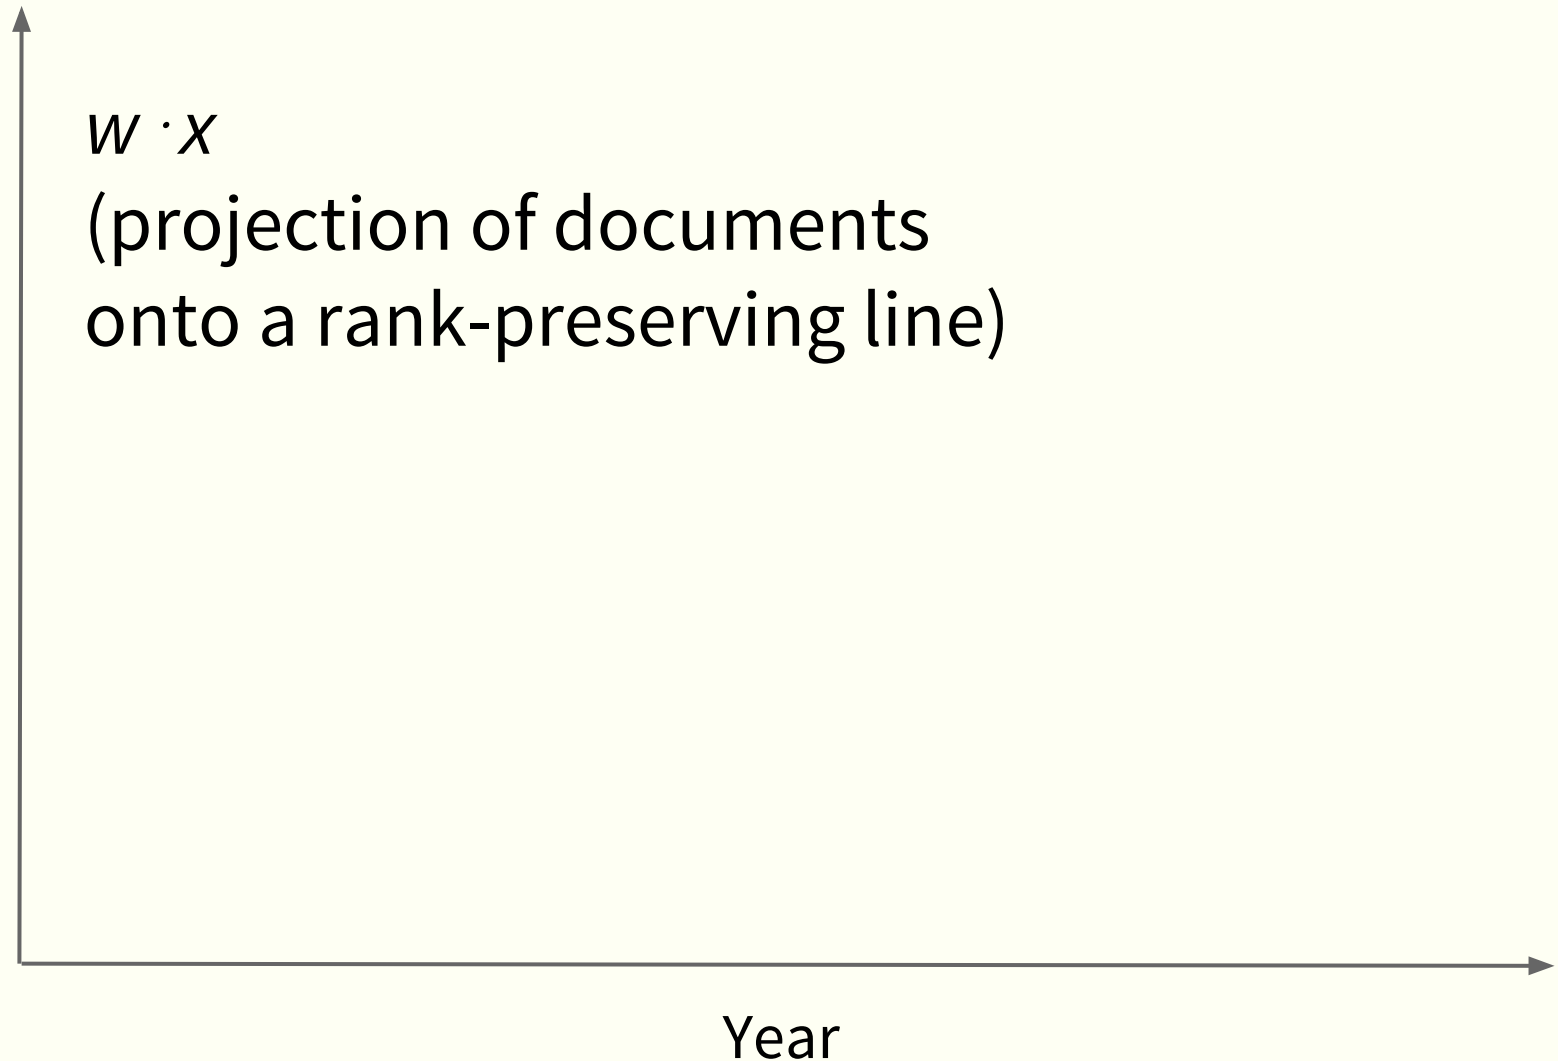 w · x
(projection of documents
onto a rank-preserving line)
Year